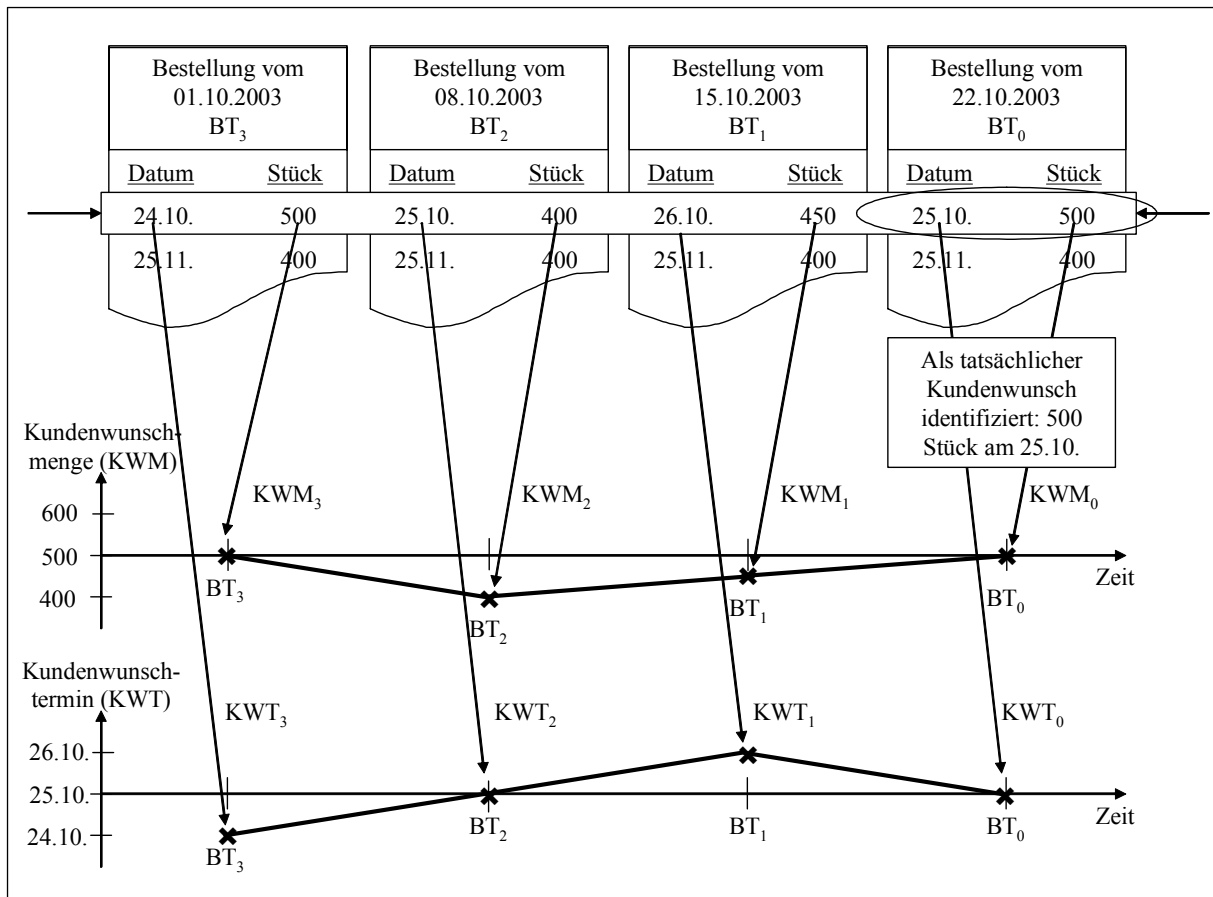 Bestellung vom 01.10.2003 BT₃
Bestellung vom 08.10.2003 BT₂
Bestellung vom 15.10.2003 BT₁
Bestellung vom 22.10.2003 BT₀
Datum Stück Datum Stück Datum Stück Datum Stück
24.10. 500 25.10. 400 26.10. 450 25.10. 500
25.11. 400 25.11. 400 25.11. 400 25.11. 400
Als tatsächlicher
Kundenwunsch
identifiziert: 500
Stück am 25.10.
Kundenwunsch-
menge (KWM)
KWM₃ KWM₂ KWM₁ KWM₀
600
500
400
BT₃ BT₂ BT₁ BT₀
Zeit
Kundenwunsch-
termin (KWT)
KWT₃ KWT₂ KWT₁ KWT₀
26.10.
25.10.
24.10.
BT₃ BT₂ BT₁ BT₀
Zeit